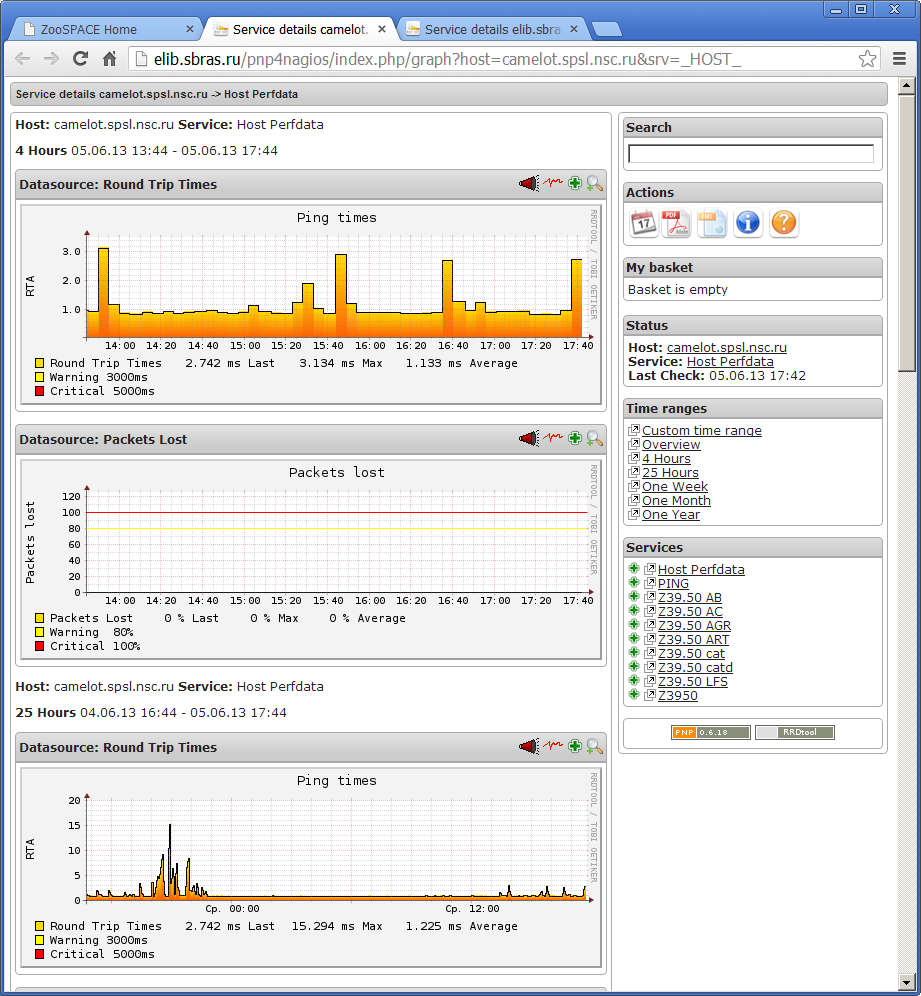 ZooSPACE Home
Service details camelot.
Service details elib.sbra
elib.sbras.ru/pnp4nagios/index.php/graph?host=camelot.spsl.nsc.ru&srv=_HOST_
Service details camelot.spsl.nsc.ru -> Host Perfdata
Host: camelot.spsl.nsc.ru Service: Host Perfdata
4 Hours 05.06.13 13:44 - 05.06.13 17:44
Datasource: Round Trip Times
Ping times
RRDTOOL / TOBI OETIKER
RTA
3.0
2.0
1.0
14:00 14:20 14:40 15:00 15:20 15:40 16:00 16:20 16:40 17:00 17:20 17:40
Round Trip Times 2.742 ms Last 3.134 ms Max 1.133 ms Average
Warning 3000ms
Critical 5000ms
Datasource: Packets Lost
Packets lost
RRDTOOL / TOBI OETIKER
Packets lost
120
100
80
60
40
20
0
14:00 14:20 14:40 15:00 15:20 15:40 16:00 16:20 16:40 17:00 17:20 17:40
Packets Lost 0 % Last 0 % Max 0 % Average
Warning 80%
Critical 100%
Host: camelot.spsl.nsc.ru Service: Host Perfdata
25 Hours 04.06.13 16:44 - 05.06.13 17:44
Datasource: Round Trip Times
Ping times
RRDTOOL / TOBI OETIKER
RTA
20
15
10
5
0
Ср. 00:00 Ср. 12:00
Round Trip Times 2.742 ms Last 15.294 ms Max 1.225 ms Average
Warning 3000ms
Critical 5000ms
Search
Actions
17
PDF
Adobe
XML
My basket
Basket is empty
Status
Host: camelot.spsl.nsc.ru
Service: Host Perfdata
Last Check: 05.06.13 17:42
Time ranges
Custom time range
Overview
4 Hours
25 Hours
One Week
One Month
One Year
Services
Host Perfdata
PING
Z39.50 AB
Z39.50 AC
Z39.50 AGR
Z39.50 ART
Z39.50 cat
Z39.50 catd
Z39.50 LFS
Z3950
PNP 0.6.18
RRDtool